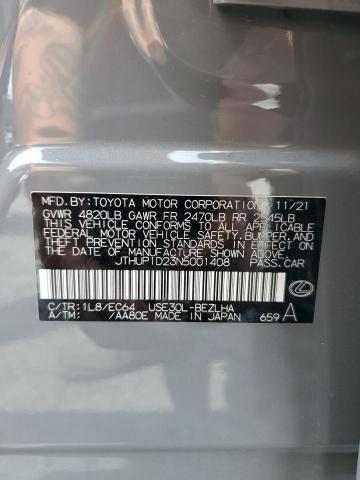 MFD. BY: TOYOTA MOTOR CORPORATION 11/21
GVWR 4820LB GAWR FR 2470LB RR 2545LB
THIS VEHICLE CONFORMS TO ALL APPLICABLE
FEDERAL MOTOR VEHICLE SAFETY, BUMPER, AND
THEFT PREVENTION STANDARDS IN EFFECT ON
THE DATE OF MANUFACTURE SHOWN ABOVE.
JTHUP1D23N5001408 PASS.CAR
C/TR: 1L8/EC64 USE30L-BEZLHA
A/TM: /AA80E MADE IN JAPAN 659 A